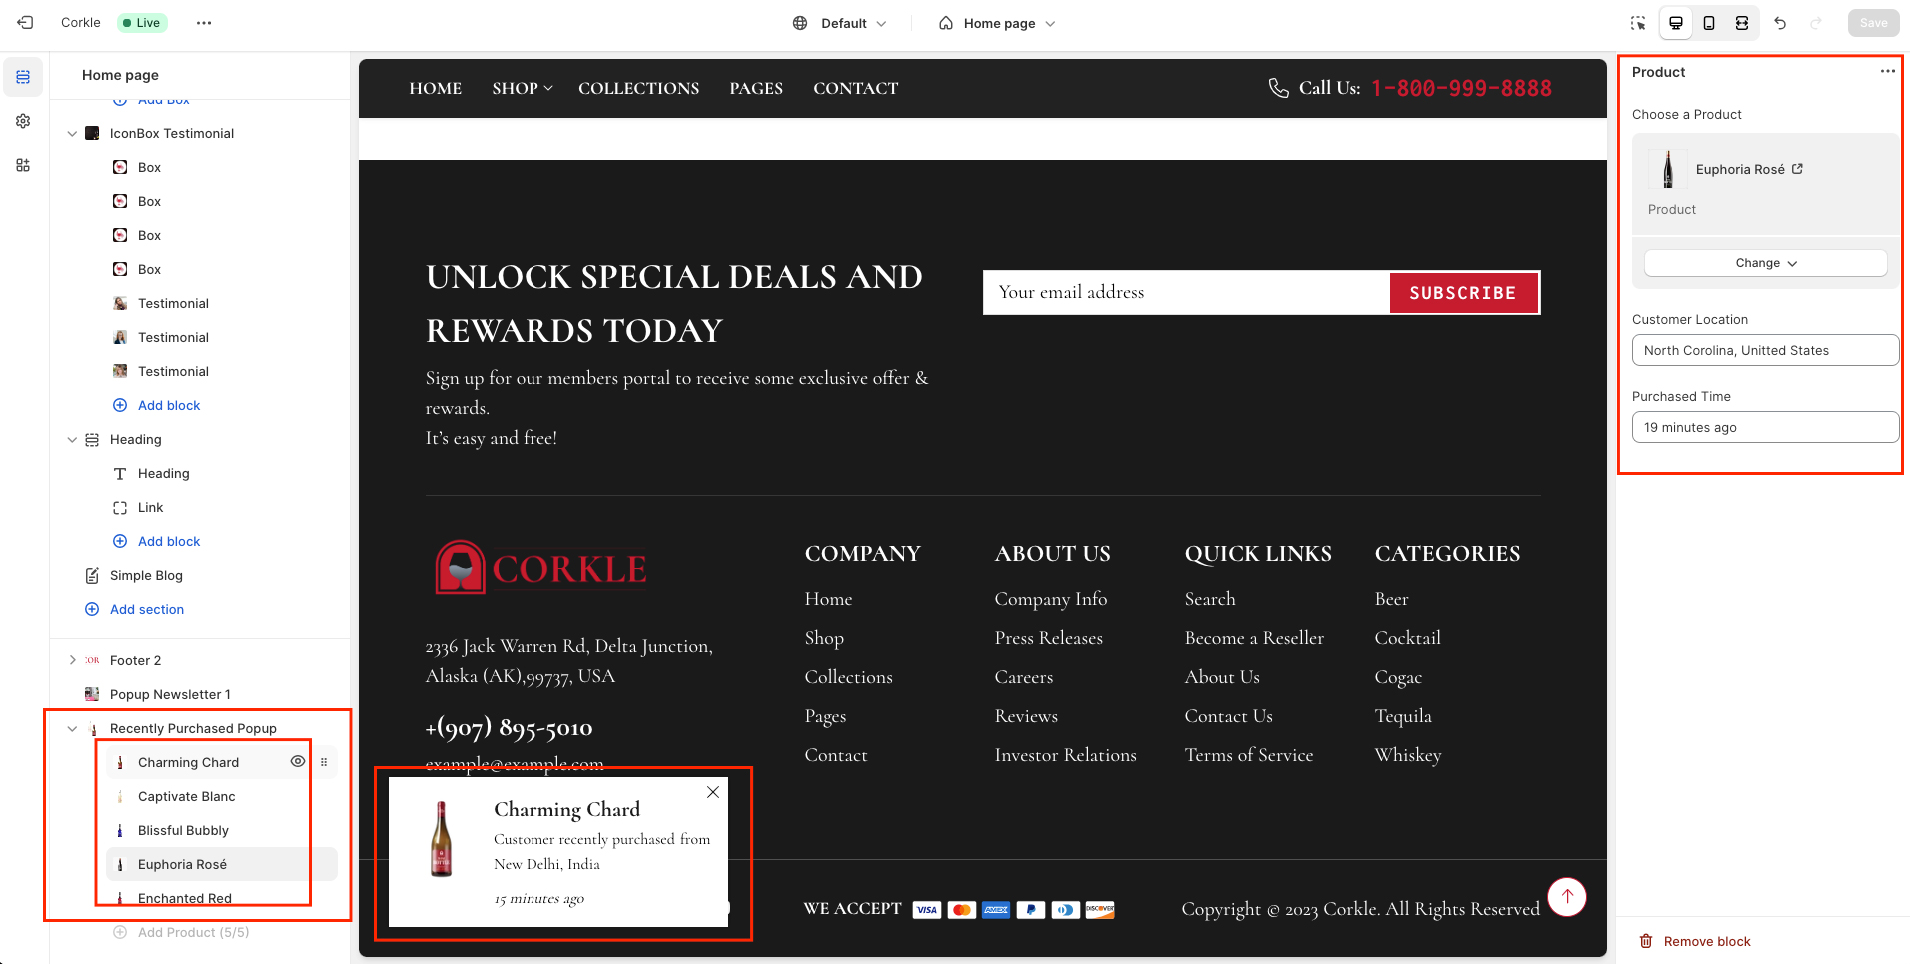 Corkle
Live
Default
Home page
Save
Home page
Add Box
IconBox Testimonial
Box
Box
Box
Box
Testimonial
Testimonial
Testimonial
Add block
Heading
Heading
Link
Add block
Simple Blog
Add section
Footer 2
Popup Newsletter 1
Recently Purchased Popup
Charming Chard
Captivate Blanc
Blissful Bubbly
Euphoria Rosé
Enchanted Red
Add Product (5/5)
HOME SHOP COLLECTIONS PAGES CONTACT
Call Us: 1-800-999-8888
UNLOCK SPECIAL DEALS AND
REWARDS TODAY
Sign up for our members portal to receive some exclusive offer &
rewards.
It's easy and free!
Your email address
SUBSCRIBE
CORKLE
2336 Jack Warren Rd, Delta Junction,
Alaska (AK),99737, USA
+(907) 895-5010
example@example.com
COMPANY
Home
Shop
Collections
Pages
Contact
ABOUT US
Company Info
Press Releases
Careers
Reviews
Investor Relations
QUICK LINKS
Search
Become a Reseller
About Us
Contact Us
Terms of Service
CATEGORIES
Beer
Cocktail
Cogac
Tequila
Whiskey
Charming Chard
Customer recently purchased from
New Delhi, India
15 minutes ago
WE ACCEPT VISA AMEX DISCOVER
Copyright © 2023 Corkle. All Rights Reserved
Product
Choose a Product
Euphoria Rosé
Product
Change
Customer Location
North Corolina, Unitted States
Purchased Time
19 minutes ago
Remove block